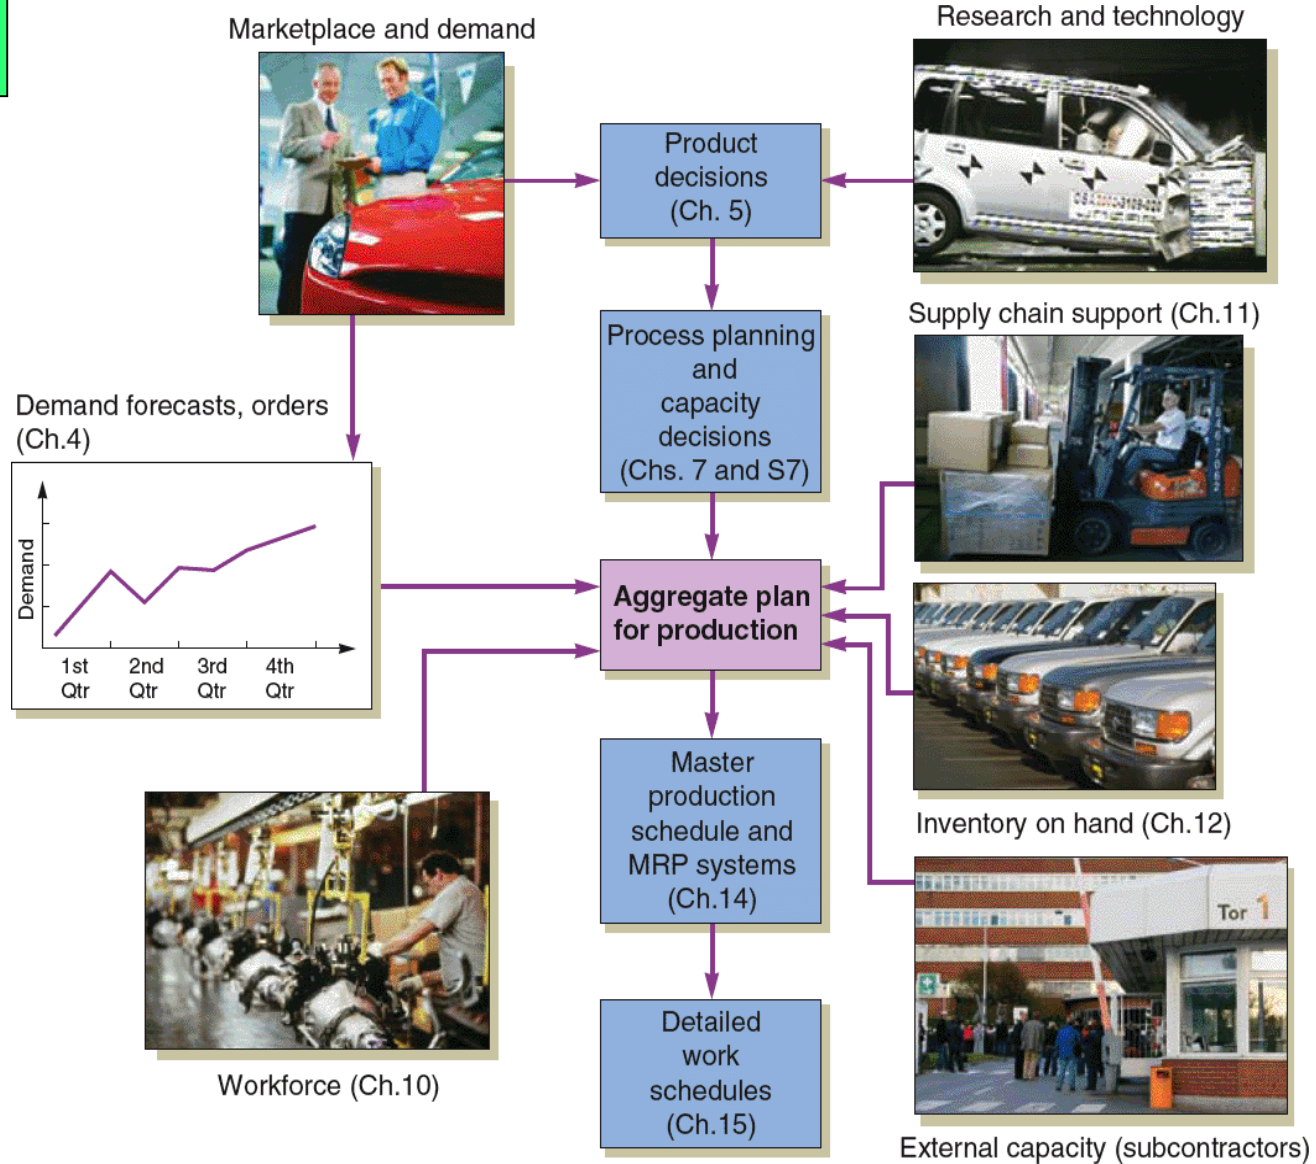 Marketplace and demand
Research and technology
Product
decisions
(Ch. 5)
Supply chain support (Ch.11)
Process planning
and
capacity
decisions
(Chs. 7 and S7)
Demand forecasts, orders
(Ch.4)
Demand
1st
Qtr
2nd
Qtr
3rd
Qtr
4th
Qtr
Aggregate plan
for production
Master
production
schedule and
MRP systems
(Ch.14)
Inventory on hand (Ch.12)
Tor 1
Detailed
work
schedules
(Ch.15)
Workforce (Ch.10)
External capacity (subcontractors)